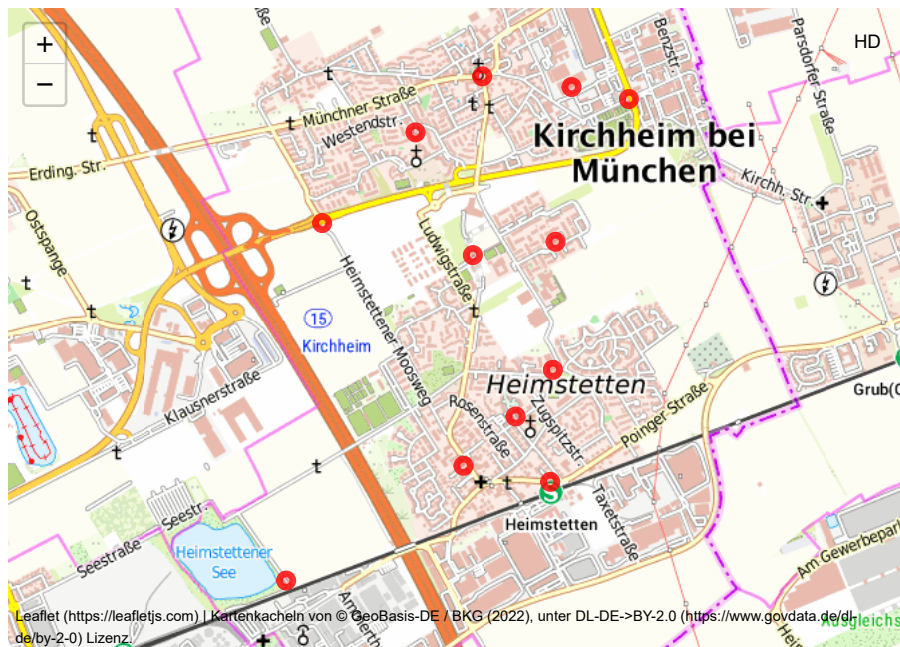 +
−
HD
Benzstr.
Parsdorfer Straße
Münchner Straße
Westendstr.
Kirchheim bei
München
Erding. Str.
Kirchh. Str.
Ostspange
Ludwigstraße
Heimstettener Moosweg
15
Kirchheim
Heimstetten
Grub(O
Klausnerstraße
Rosenstraße
Zugspitzstr.
Poinger Straße
S
Heimstetten
Taxetstraße
Seestr.
Seestraße
Heimstettener
See
Am Gewerbepark
Leaflet (https://leafletjs.com) | Kartenkacheln von © GeoBasis-DE / BKG (2022), unter DL-DE->BY-2.0 (https://www.govdata.de/dl-
de/by-2-0) Lizenz.